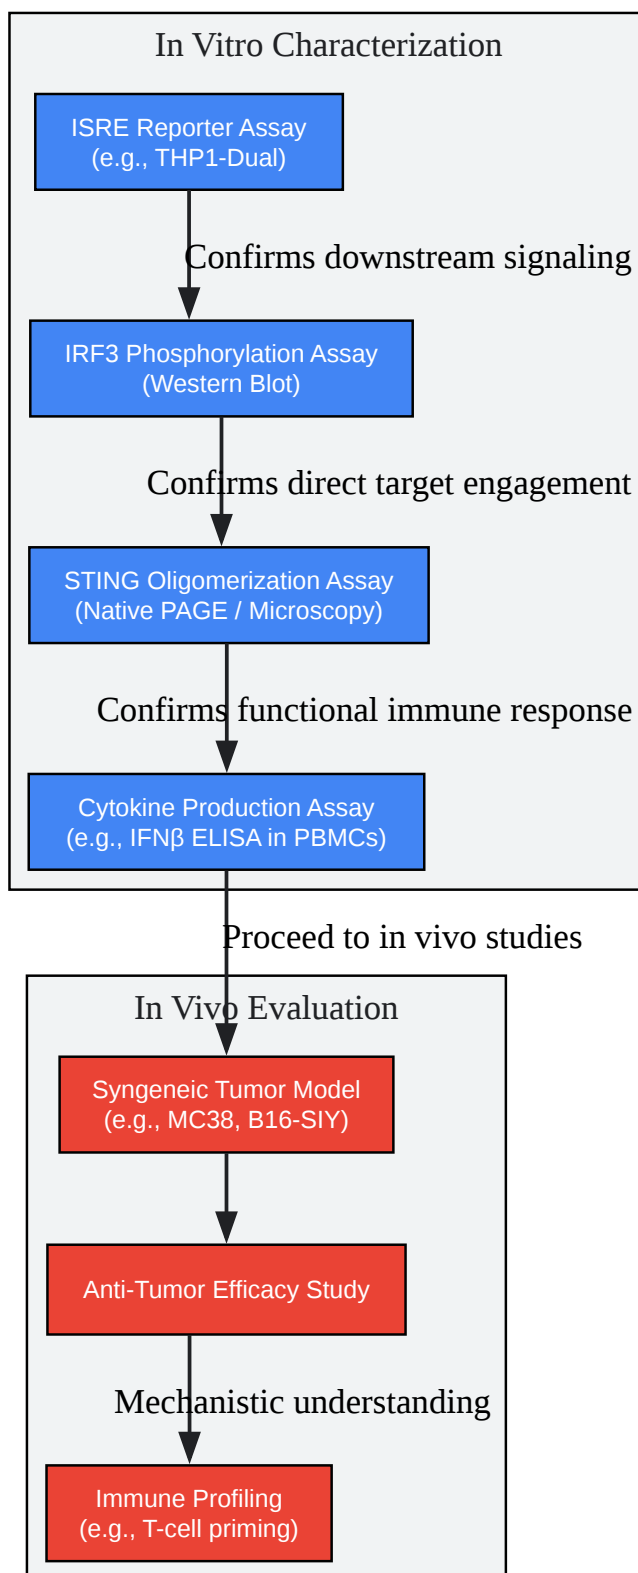 In Vitro Characterization
ISRE Reporter Assay
(e.g., THP1-Dual)
Confirms downstream signaling
IRF3 Phosphorylation Assay
(Western Blot)
Confirms direct target engagement
STING Oligomerization Assay
(Native PAGE / Microscopy)
Confirms functional immune response
Cytokine Production Assay
(e.g., IFNβ ELISA in PBMCs)
Proceed to in vivo studies
In Vivo Evaluation
Syngeneic Tumor Model
(e.g., MC38, B16-SIY)
Anti-Tumor Efficacy Study
Mechanistic understanding
Immune Profiling
(e.g., T-cell priming)